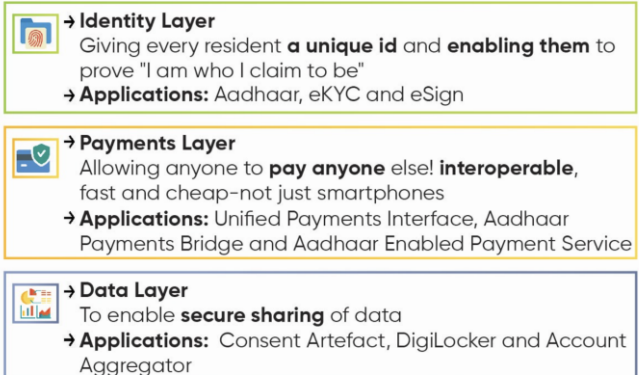 → Identity Layer
Giving every resident a unique id and enabling them to
prove "I am who I claim to be"
→ Applications: Aadhaar, eKYC and eSign
→ Payments Layer
Allowing anyone to pay anyone else! interoperable,
fast and cheap-not just smartphones
→ Applications: Unified Payments Interface, Aadhaar
Payments Bridge and Aadhaar Enabled Payment Service
→ Data Layer
To enable secure sharing of data
→ Applications: Consent Artefact, DigiLocker and Account
Aggregator